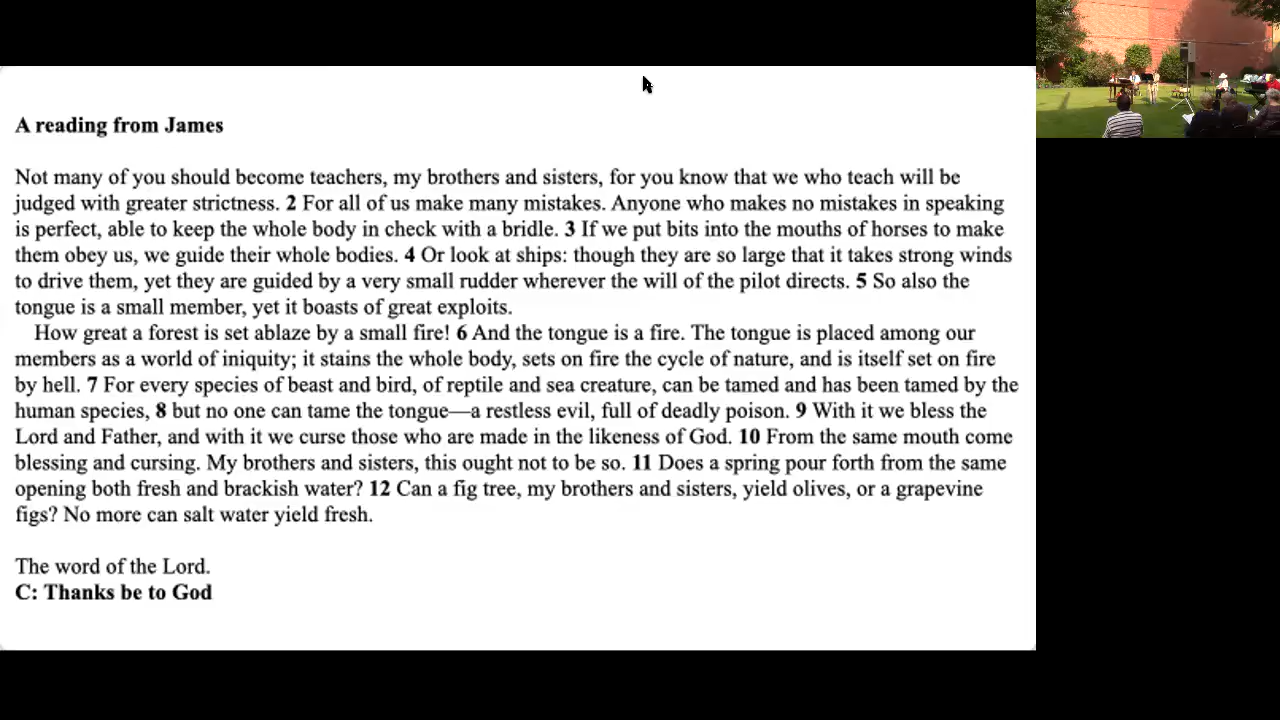 A reading from James
Not many of you should become teachers, my brothers and sisters, for you know that we who teach will be
judged with greater strictness. 2 For all of us make many mistakes. Anyone who makes no mistakes in speaking
is perfect, able to keep the whole body in check with a bridle. 3 If we put bits into the mouths of horses to make
them obey us, we guide their whole bodies. 4 Or look at ships: though they are so large that it takes strong winds
to drive them, yet they are guided by a very small rudder wherever the will of the pilot directs. 5 So also the
tongue is a small member, yet it boasts of great exploits.
How great a forest is set ablaze by a small fire! 6 And the tongue is a fire. The tongue is placed among our
members as a world of iniquity; it stains the whole body, sets on fire the cycle of nature, and is itself set on fire
by hell. 7 For every species of beast and bird, of reptile and sea creature, can be tamed and has been tamed by the
human species, 8 but no one can tame the tongue—a restless evil, full of deadly poison. 9 With it we bless the
Lord and Father, and with it we curse those who are made in the likeness of God. 10 From the same mouth come
blessing and cursing. My brothers and sisters, this ought not to be so. 11 Does a spring pour forth from the same
opening both fresh and brackish water? 12 Can a fig tree, my brothers and sisters, yield olives, or a grapevine
figs? No more can salt water yield fresh.
The word of the Lord.
C: Thanks be to God